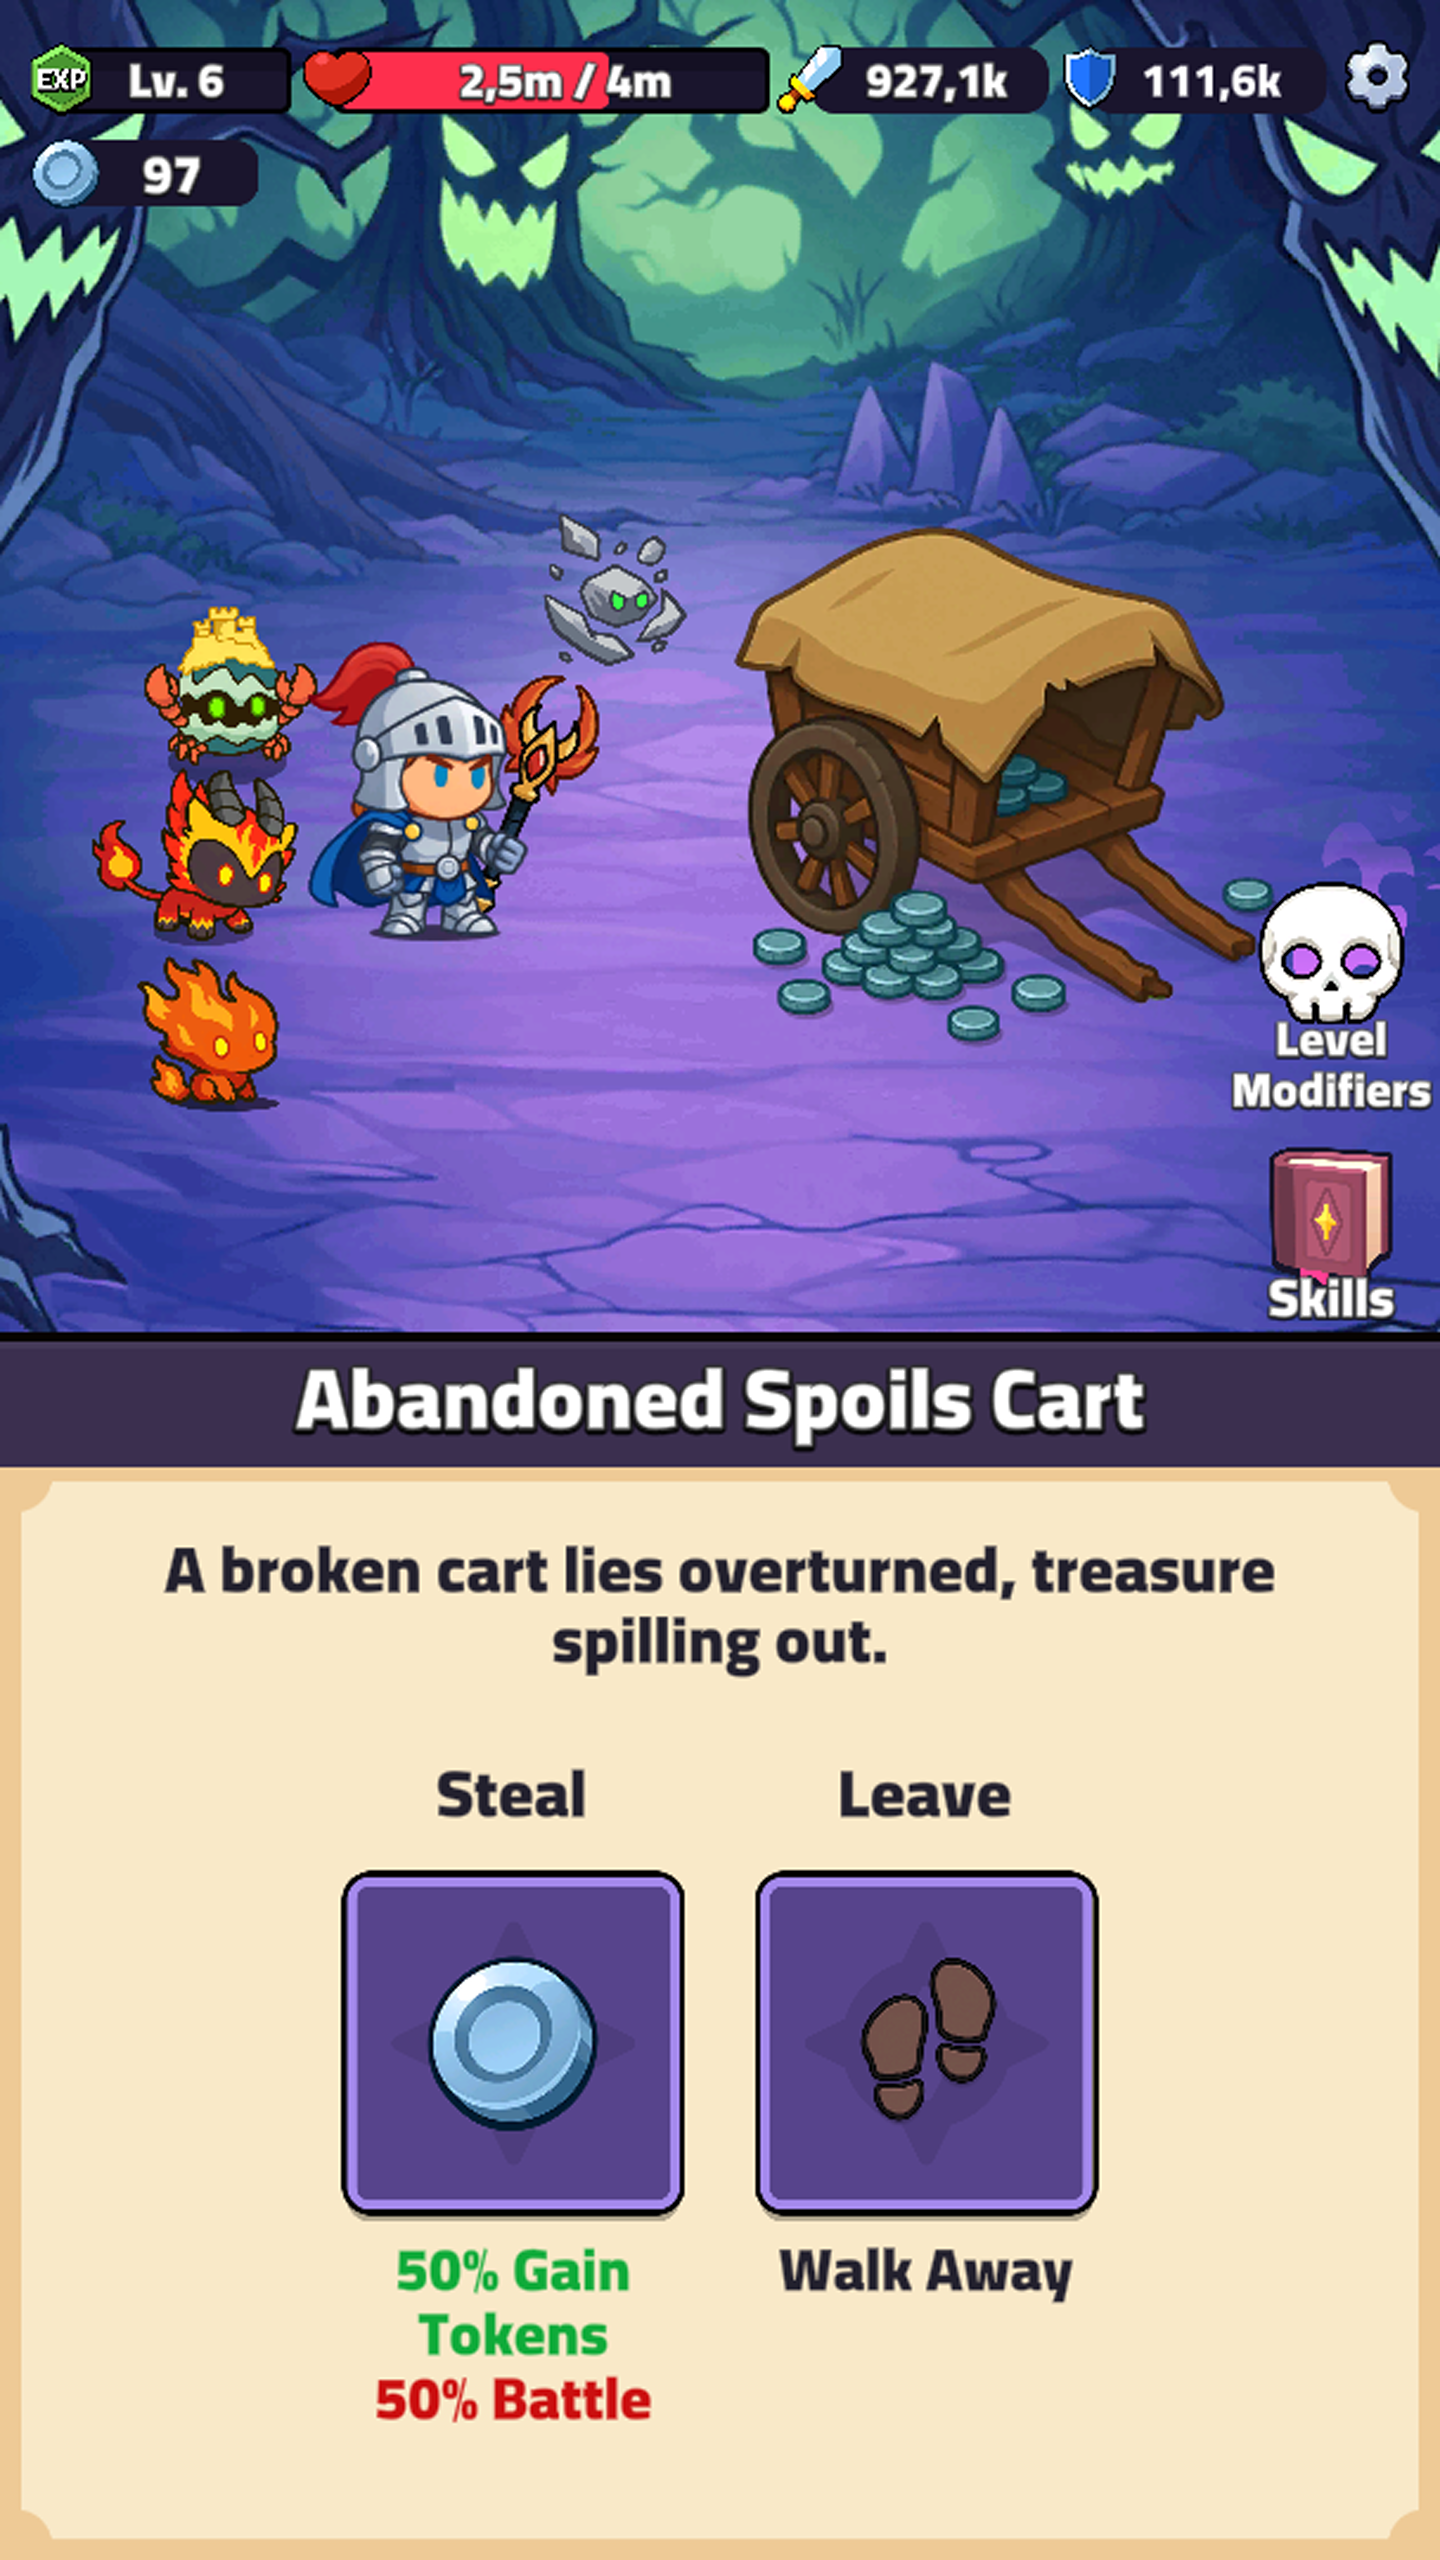 EXP Lv. 6 2,5m / 4m 927,1k 111,6k
97
Level
Modifiers
Skills
Abandoned Spoils Cart
A broken cart lies overturned, treasure
spilling out.
Steal Leave
50% Gain
Tokens
50% Battle
Walk Away